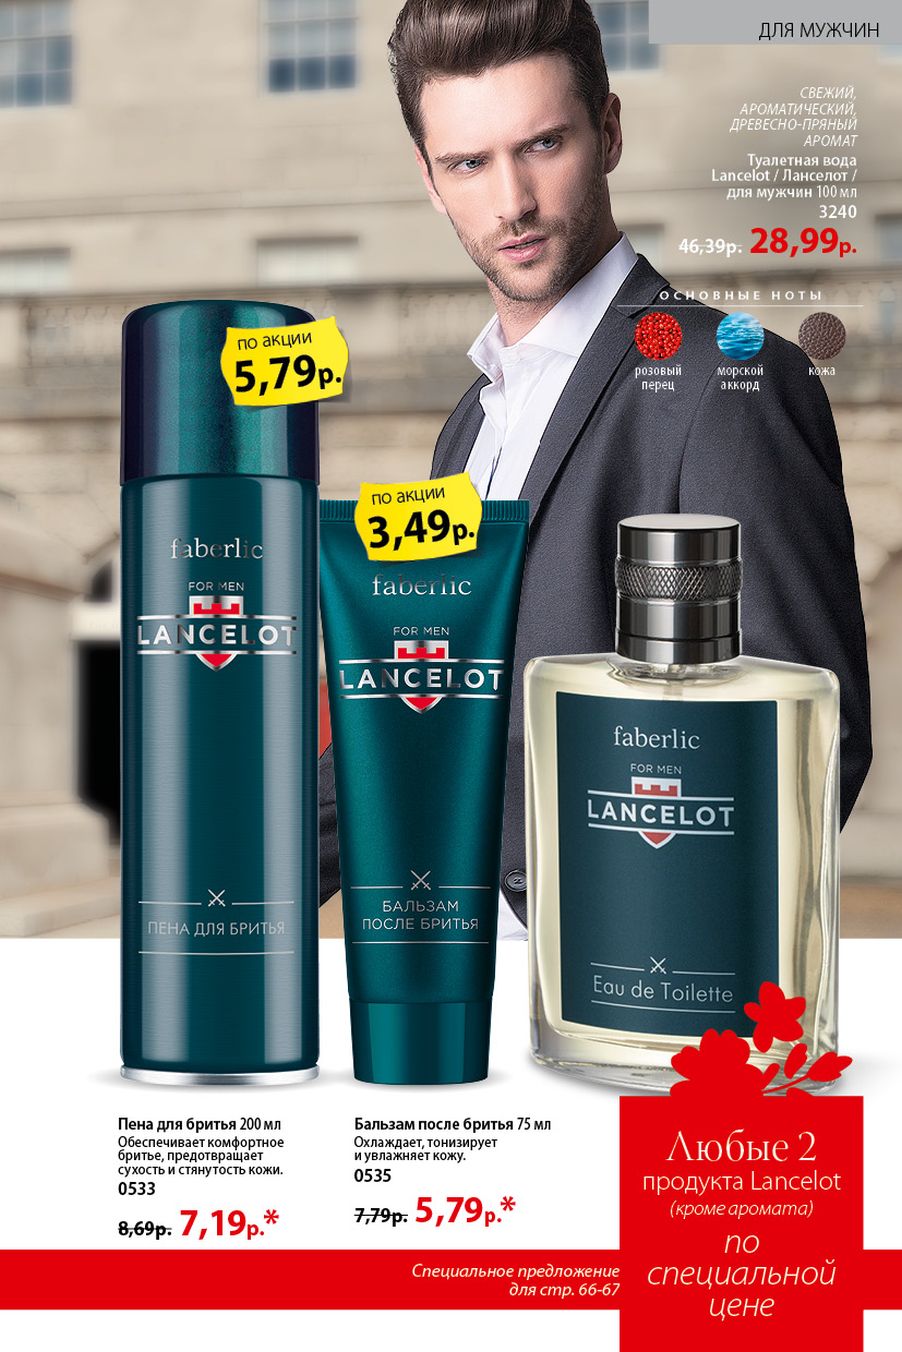 ДЛЯ МУЖЧИН
СВЕЖИЙ,
АРОМАТИЧЕСКИЙ,
ДРЕВЕСНО-ПРЯНЫЙ
АРОМАТ
Туалетная вода
Lancelot / Ланселот /
для мужчин 100 мл
3240
46,39р. 28,99р.
ОСНОВНЫЕ НОТЫ
розовый
перец
морской
аккорд
кожа
по акции
5,79р.
по акции
3,49р.
faberlic
FOR MEN
LANCELOT
ПЕНА ДЛЯ БРИТЬЯ
faberlic
FOR MEN
LANCELOT
БАЛЬЗАМ
ПОСЛЕ БРИТЬЯ
faberlic
FOR MEN
LANCELOT
Eau de Toilette
Пена для бритья 200 мл
Обеспечивает комфортное
бритье, предотвращает
сухость и стянутость кожи.
0533
8,69р. 7,19р.*
Бальзам после бритья 75 мл
Охлаждает, тонизирует
и увлажняет кожу.
0535
7,79р. 5,79р.*
Любые 2
продукта Lancelot
(кроме аромата)
по
специальной
цене
Специальное предложение
для стр. 66-67